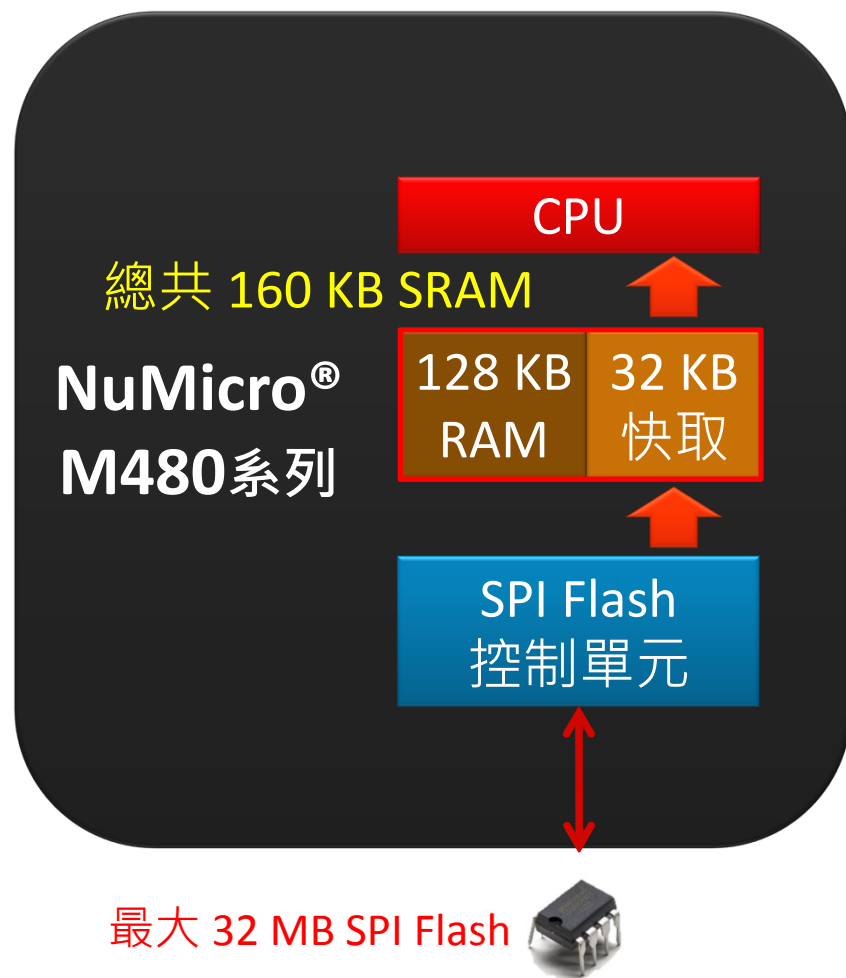 CPU
總共 160 KB SRAM
NuMicro®
M480系列
128 KB
RAM
32 KB
快取
SPI Flash
控制單元
最大 32 MB SPI Flash